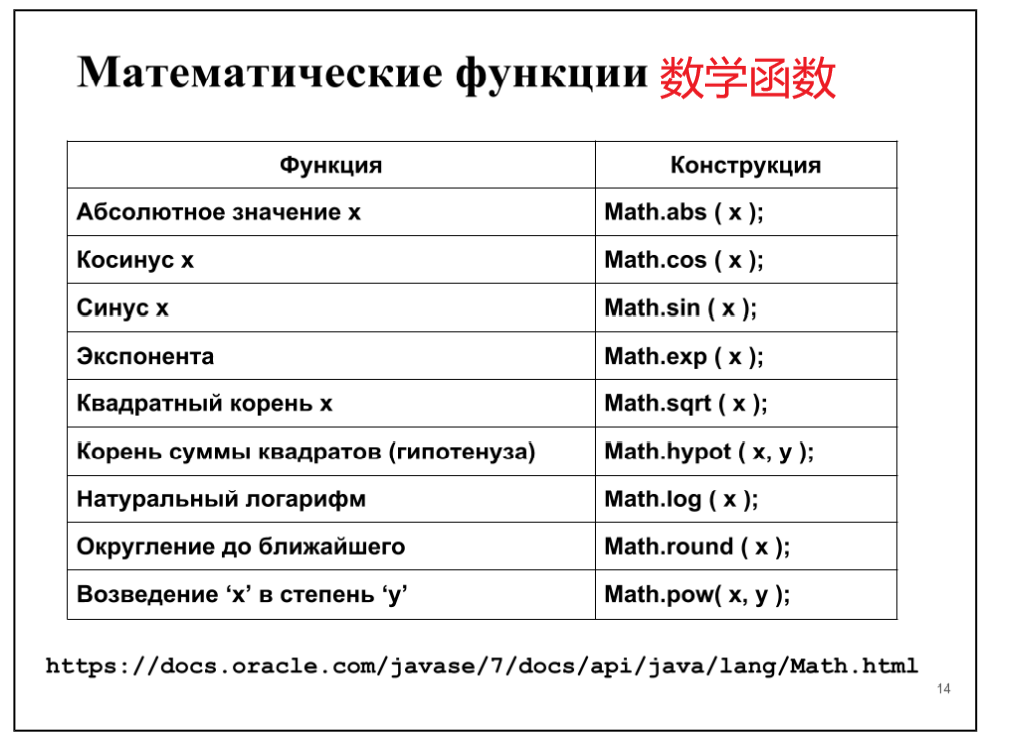 Математические функции 数学函数
Функция Конструкция
Абсолютное значение x Math.abs ( x );
Косинус x Math.cos ( x );
Синус x Math.sin ( x );
Экспонента Math.exp ( x );
Квадратный корень x Math.sqrt ( x );
Корень суммы квадратов (гипотенуза) Math.hypot ( x, y );
Натуральный логарифм Math.log ( x );
Округление до ближайшего Math.round ( x );
Возведение ‘x’ в степень ‘y’ Math.pow( x, y );
https://docs.oracle.com/javase/7/docs/api/java/lang/Math.html
14